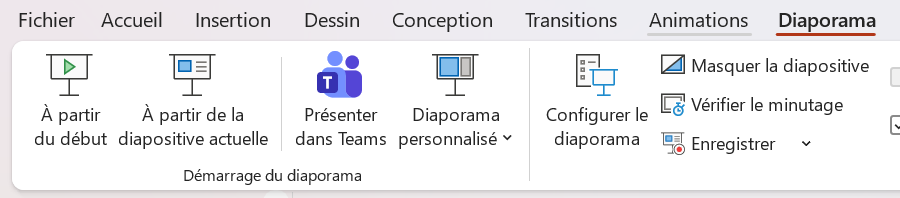 Fichier Accueil Insertion Dessin Conception Transitions Animations Diaporama
À partir du début
À partir de la diapositive actuelle
Présenter dans Teams
Diaporama personnalisé
Configurer le diaporama
Masquer la diapositive
Vérifier le minutage
Enregistrer
Démarrage du diaporama